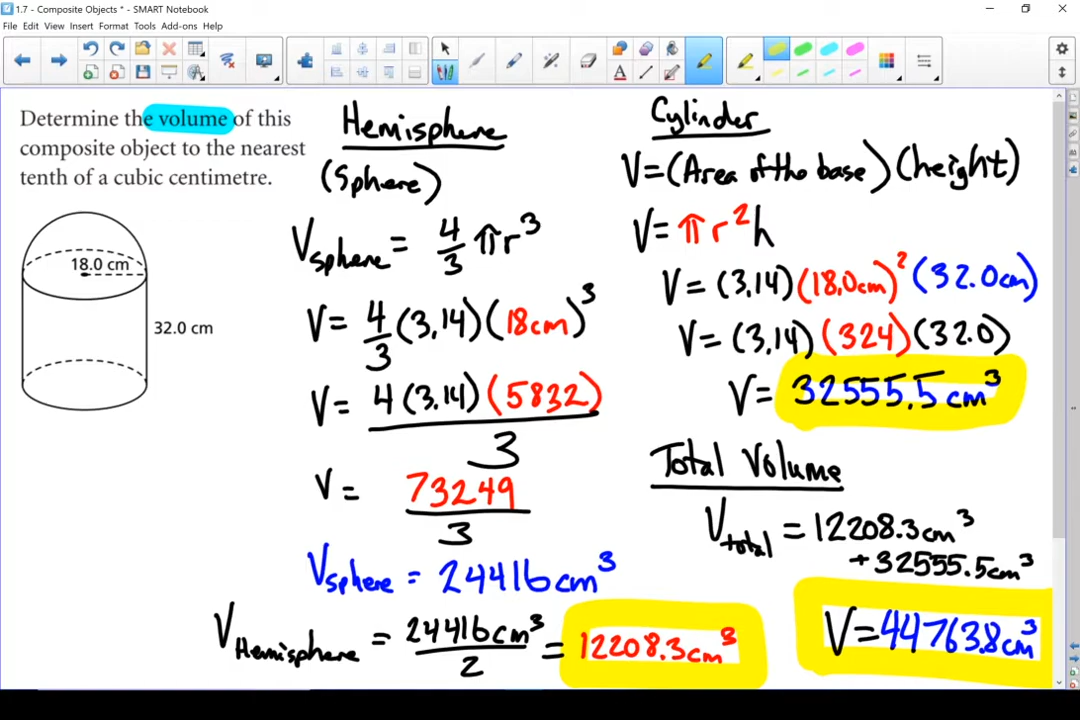 1.7 - Composite Objects * - SMART Notebook
File Edit View Insert Format Tools Add-ons Help
Determine the volume of this
composite object to the nearest
tenth of a cubic centimetre.
18.0 cm
32.0 cm
Hemisphere
(Sphere)
Vsphere = 4/3 πr³
V = 4/3 (3.14)(18cm)³
V = 4(3.14)(5832)/3
V = 73249/3
Vsphere = 24416cm³
VHemisphere = 24416cm³/2 = 12208.3cm³
Cylinder
V=(Area of the base)(height)
V= πr²h
V= (3.14)(18.0cm)²(32.0cm)
V= (3.14)(324)(32.0)
V= 32555.5cm³
Total Volume
Vtotal = 12208.3cm³
+32555.5cm³
V=44763.8cm³